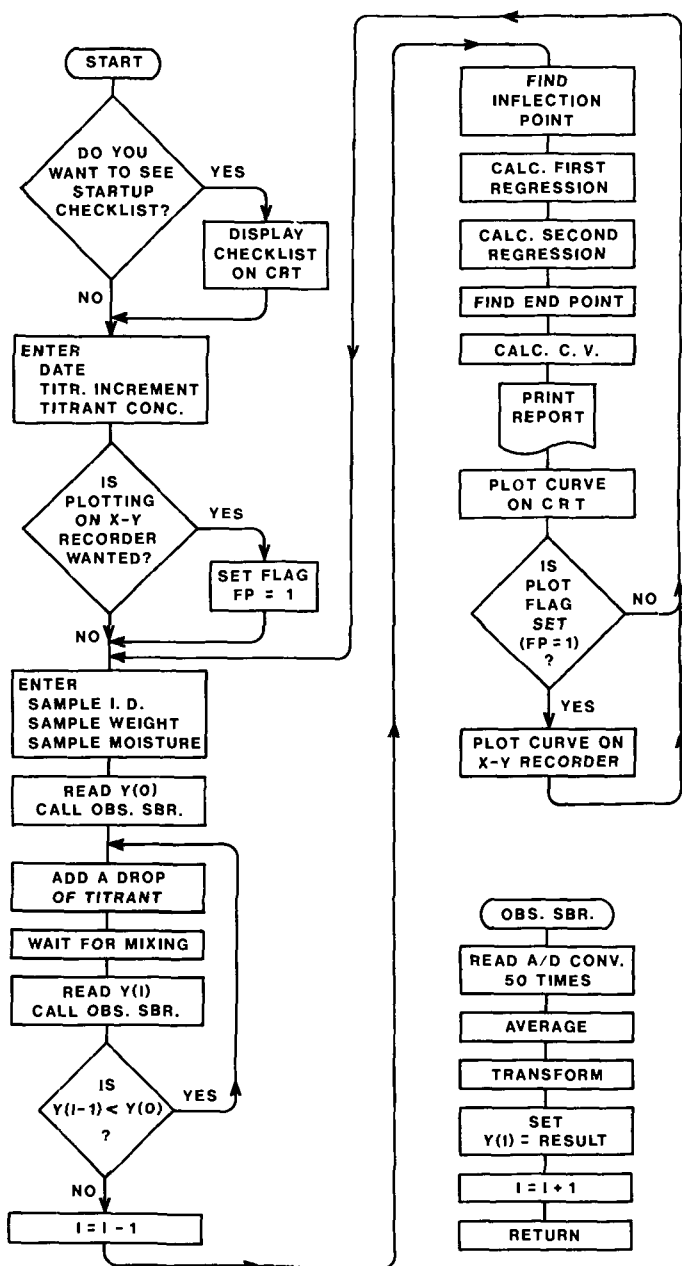 START
DO YOU
WANT TO SEE
STARTUP
CHECKLIST?
YES
DISPLAY
CHECKLIST
ON CRT
NO
ENTER
DATE
TITR. INCREMENT
TITRANT CONC.
IS
PLOTTING
ON X-Y
RECORDER
WANTED?
YES
SET FLAG
FP = 1
NO
ENTER
SAMPLE I. D.
SAMPLE WEIGHT
SAMPLE MOISTURE
READ Y(0)
CALL OBS. SBR.
ADD A DROP
OF TITRANT
WAIT FOR MIXING
READ Y(1)
CALL OBS. SBR.
IS
Y(I-1) < Y(0)
?
YES
NO
I = I - 1
FIND
INFLECTION
POINT
CALC. FIRST
REGRESSION
CALC. SECOND
REGRESSION
FIND END POINT
CALC. C. V.
PRINT
REPORT
PLOT CURVE
ON CRT
IS
PLOT
FLAG
SET
(FP = 1)
?
NO
YES
PLOT CURVE ON
X-Y RECORDER
OBS. SBR.
READ A/D CONV.
50 TIMES
AVERAGE
TRANSFORM
SET
Y(1) = RESULT
I = I + 1
RETURN